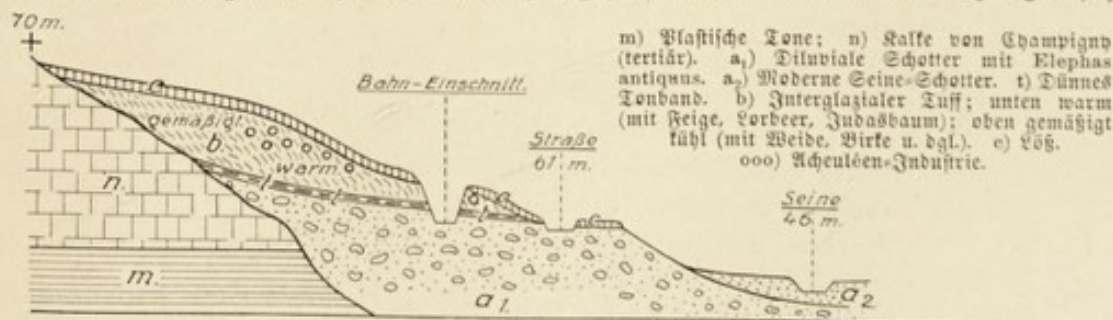 70 m.
Bahn-Einschnitt.
Straße
61 m.
Seine
46 m.
c
gemäßigt.
b
warm.
t
t
t
c
n.
m.
a 1.
a 2
m) Plastische Tone; n) Kalke von Champigny
(tertiär). a₁) Diluviale Schotter mit Elephas
antiquus. a₂) Moderne Seine-Schotter. t) Dünnes
Tonband. b) Interglazialer Tuff; unten warm
(mit Feige, Lorbeer, Judasbaum); oben gemäßigt
kühl (mit Weide, Birke u. dgl.). c) Löß.
ooo) Acheuléen-Industrie.